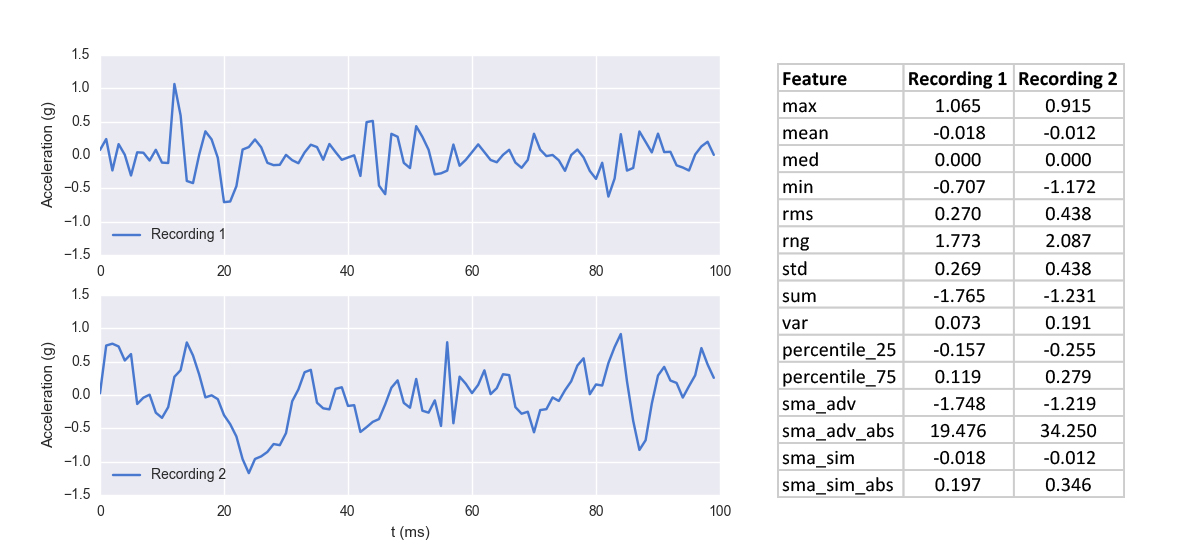 1.5
1.0
0.5
0.0
−0.5
−1.0
−1.5
Acceleration (g)
Recording 1
0 20 40 60 80 100
1.5
1.0
0.5
0.0
−0.5
−1.0
−1.5
Acceleration (g)
Recording 2
0 20 40 60 80 100
t (ms)
Feature Recording 1 Recording 2
max 1.065 0.915
mean -0.018 -0.012
med 0.000 0.000
min -0.707 -1.172
rms 0.270 0.438
rng 1.773 2.087
std 0.269 0.438
sum -1.765 -1.231
var 0.073 0.191
percentile_25 -0.157 -0.255
percentile_75 0.119 0.279
sma_adv -1.748 -1.219
sma_adv_abs 19.476 34.250
sma_sim -0.018 -0.012
sma_sim_abs 0.197 0.346